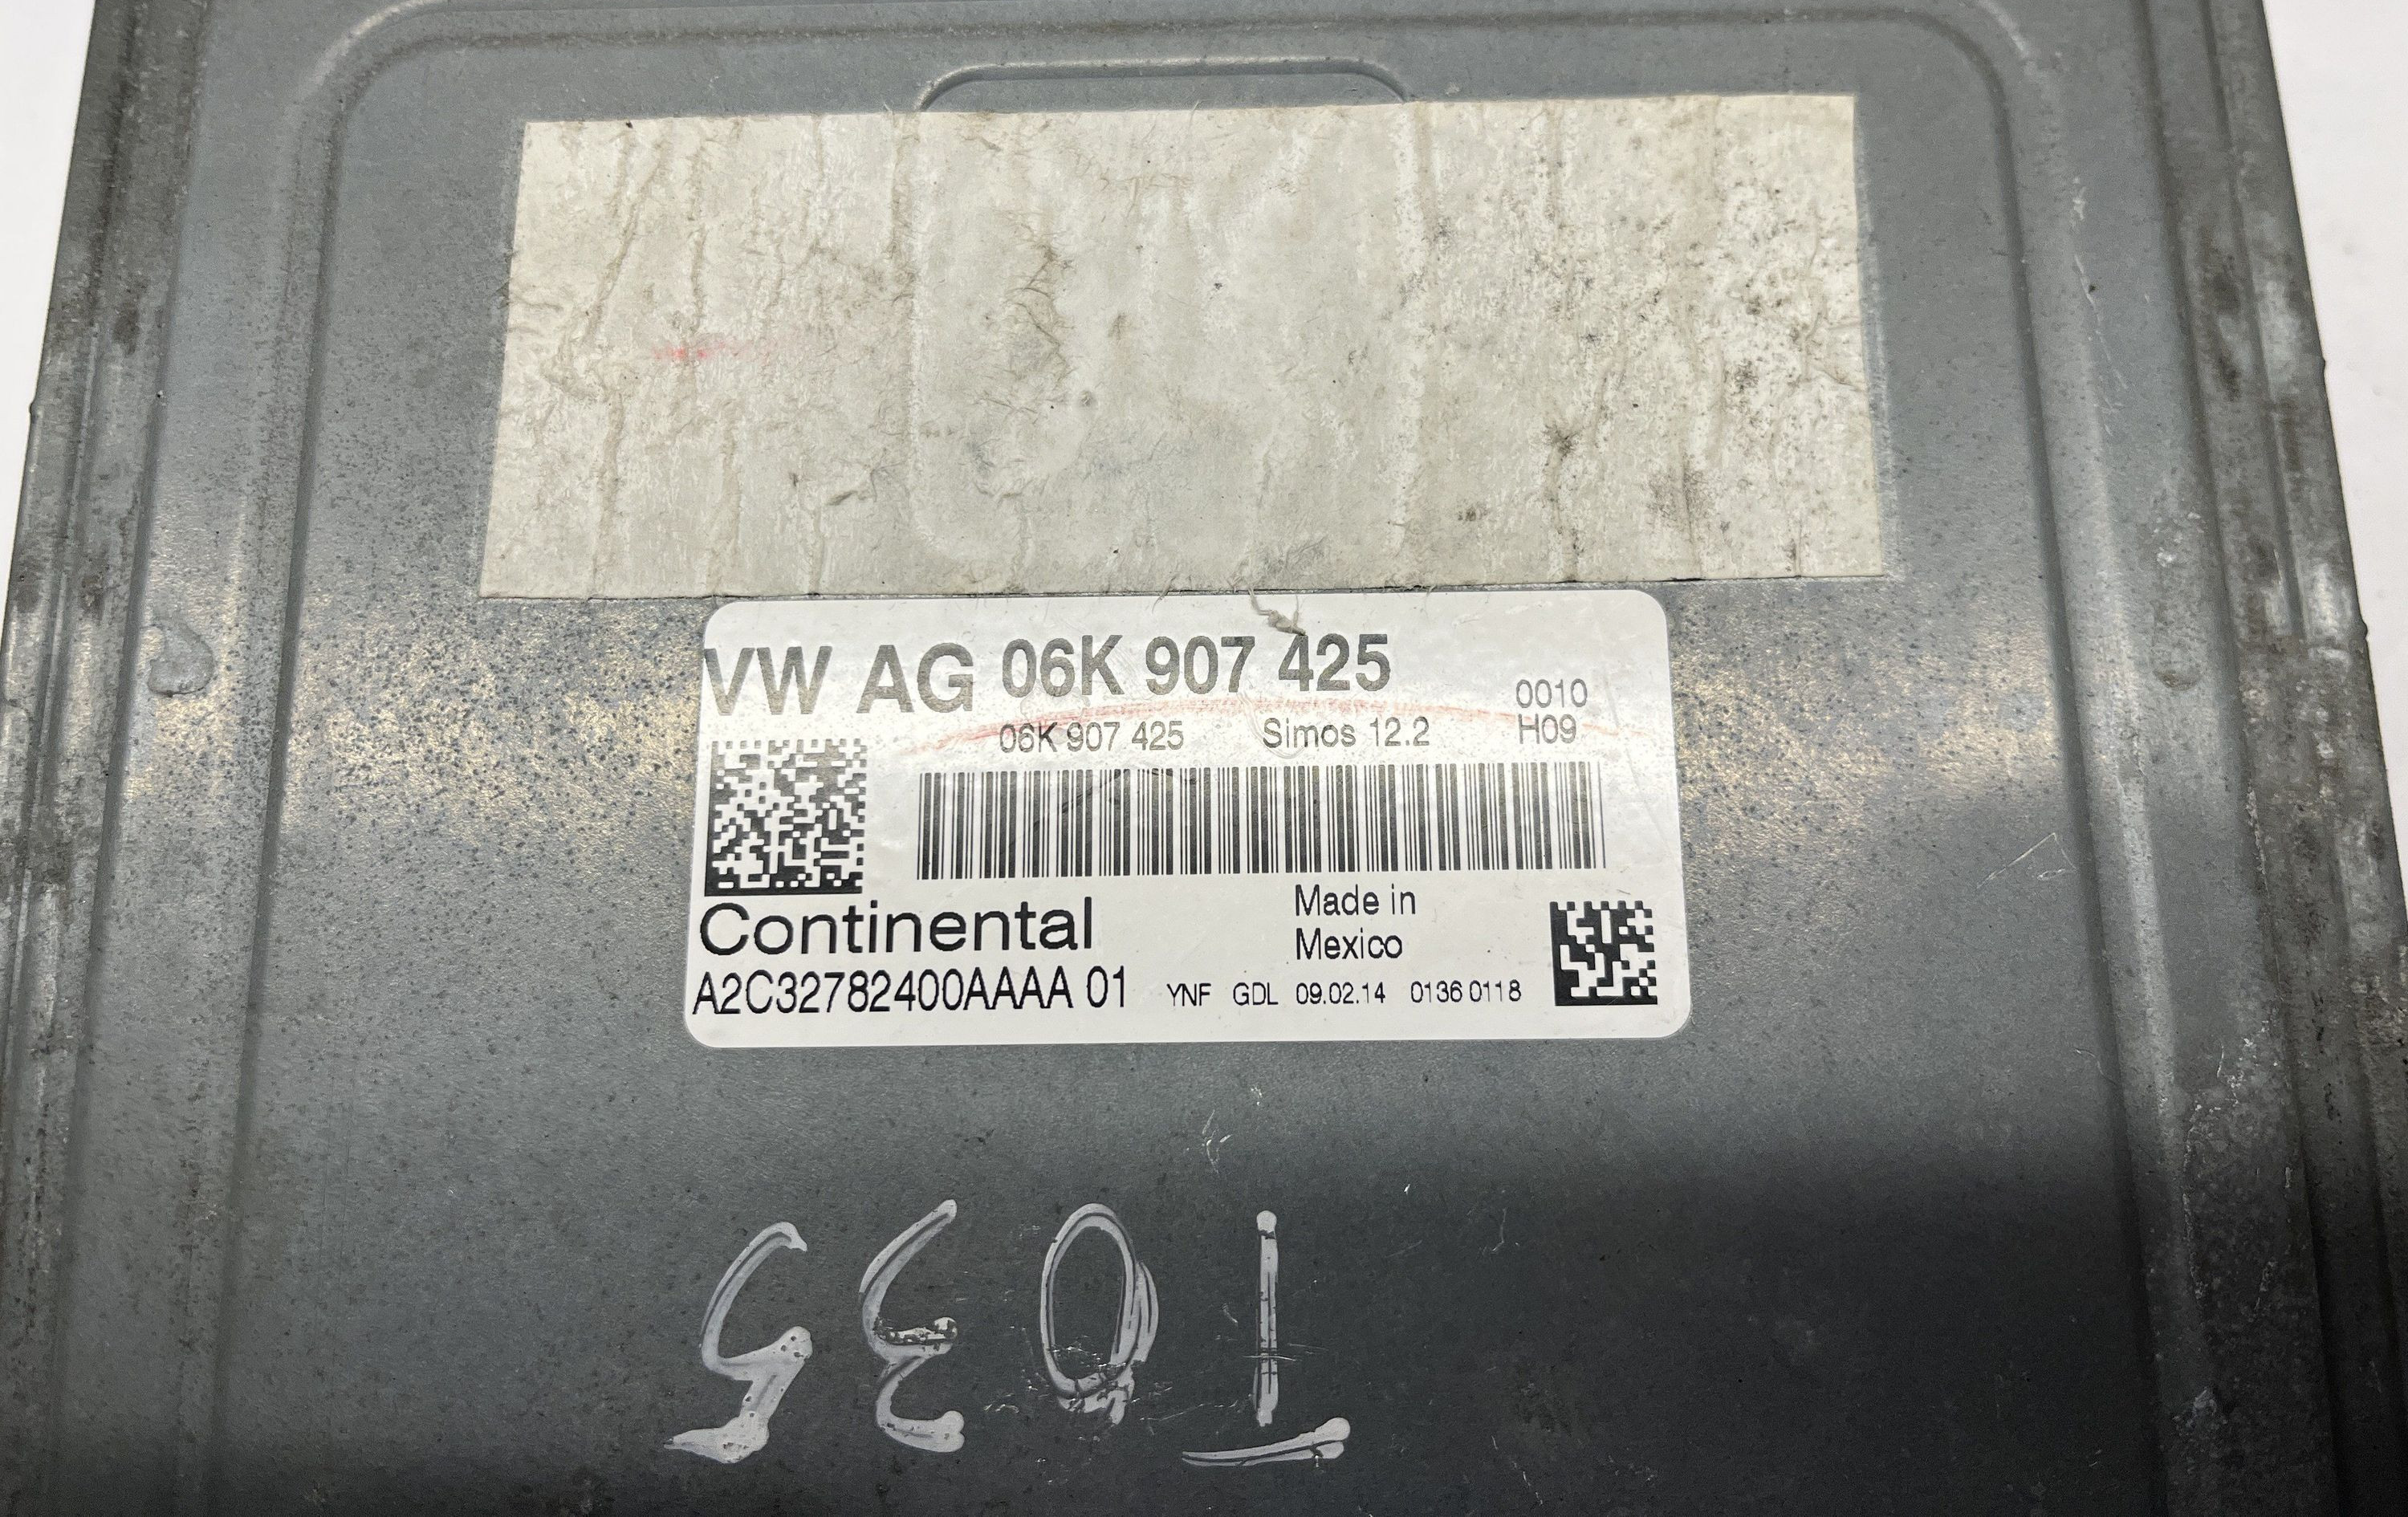 VW AG 06K 907 425
0010
06K 907 425 Simos 12.2 H09
Continental
Made in
Mexico
A2C32782400AAAA 01 YNF GDL 09.02.14 0136 0118
T035